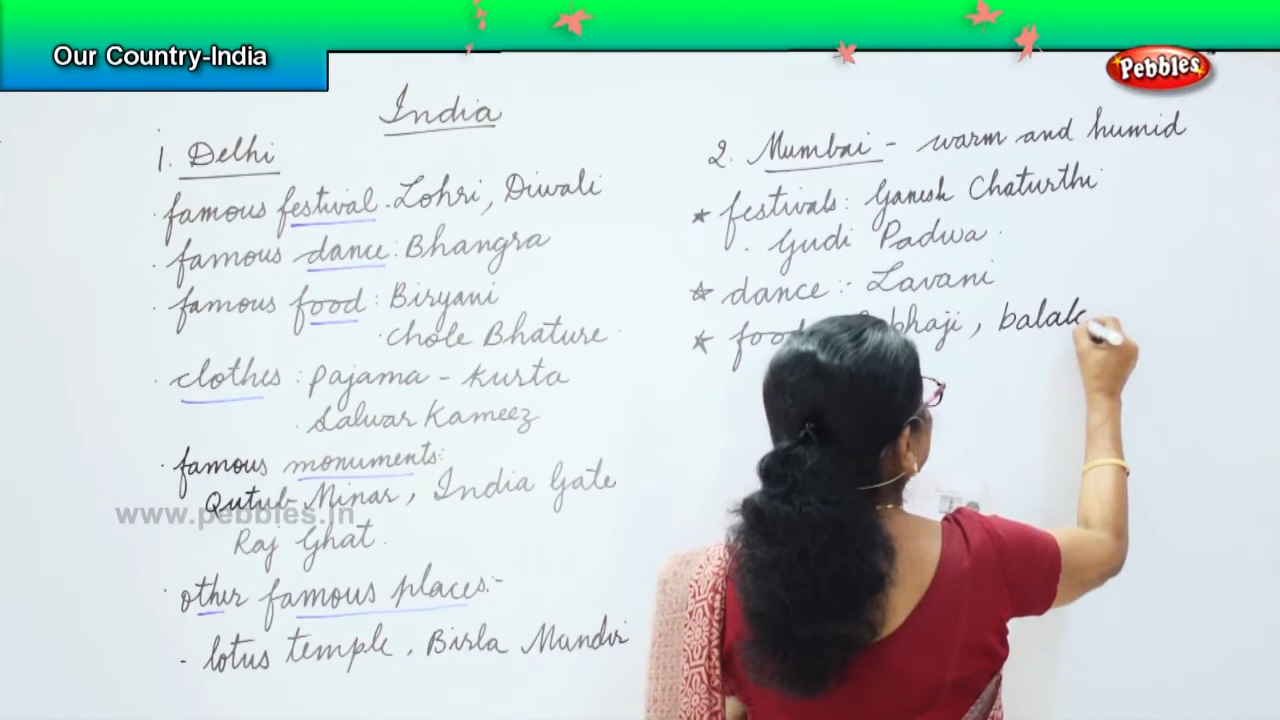 Our Country-India
Pebbles
India
1. Delhi
famous festival - Lohri, Diwali
famous dance : Bhangra
famous food : Biryani
Chole Bhature
clothes : Pajama - Kurta
Salwar Kameez
famous monuments:
Qutub Minar, India Gate
Raj Ghat.
other famous places:-
- lotus temple, Birla Mandir
2. Mumbai - warm and humid
festivals : Ganesh Chaturthi
Gudi Padwa.
dance :- Lavani
bhaji,
www.pebbles.in